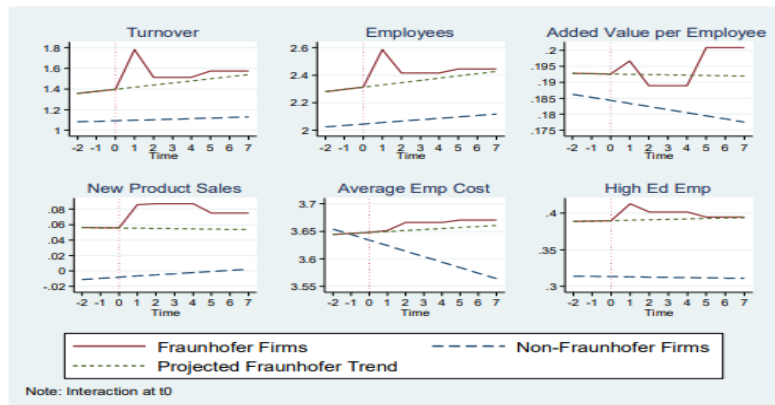 Turnover
1.8
1.6
1.4
1.2
1
-2 -1 0 1 2 3 4 5 6 7
Time
Employees
2.6
2.4
2.2
2
-2 -1 0 1 2 3 4 5 6 7
Time
Added Value per Employee
.2
.195
.19
.185
.18
.175
-2 -1 0 1 2 3 4 5 6 7
Time
New Product Sales
.08
.06
.04
.02
0
-.02
-2 -1 0 1 2 3 4 5 6 7
Time
Average Emp Cost
3.7
3.65
3.6
3.55
-2 -1 0 1 2 3 4 5 6 7
Time
High Ed Emp
.4
.35
.3
-2 -1 0 1 2 3 4 5 6 7
Time
Fraunhofer Firms
Non-Fraunhofer Firms
Projected Fraunhofer Trend
Note: Interaction at t0